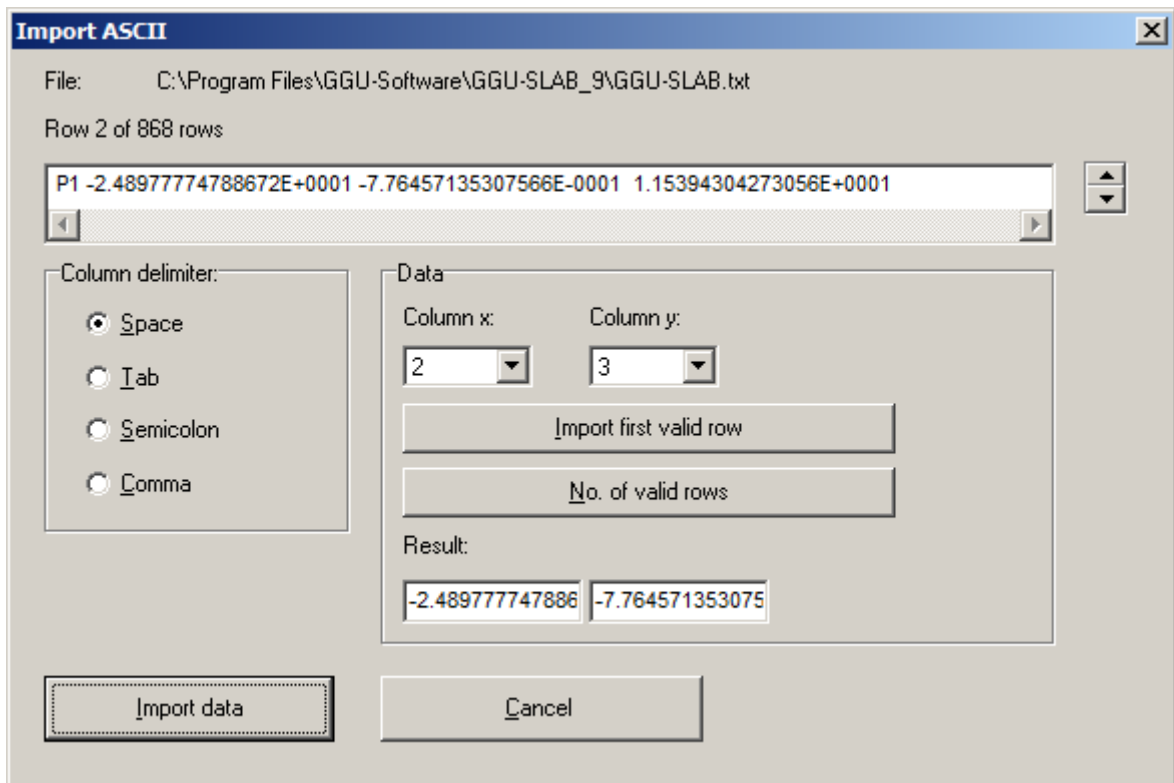 Import ASCII
File: C:\Program Files\GGU-Software\GGU-SLAB_9\GGU-SLAB.txt
Row 2 of 868 rows
P1 -2.48977774788672E+0001 -7.76457135307566E-0001 1.15394304273056E+0001
Column delimiter:
Space
Tab
Semicolon
Comma
Data
Column x: Column y:
2 3
Import first valid row
No. of valid rows
Result:
-2.489777747886 -7.764571353075
Import data Cancel